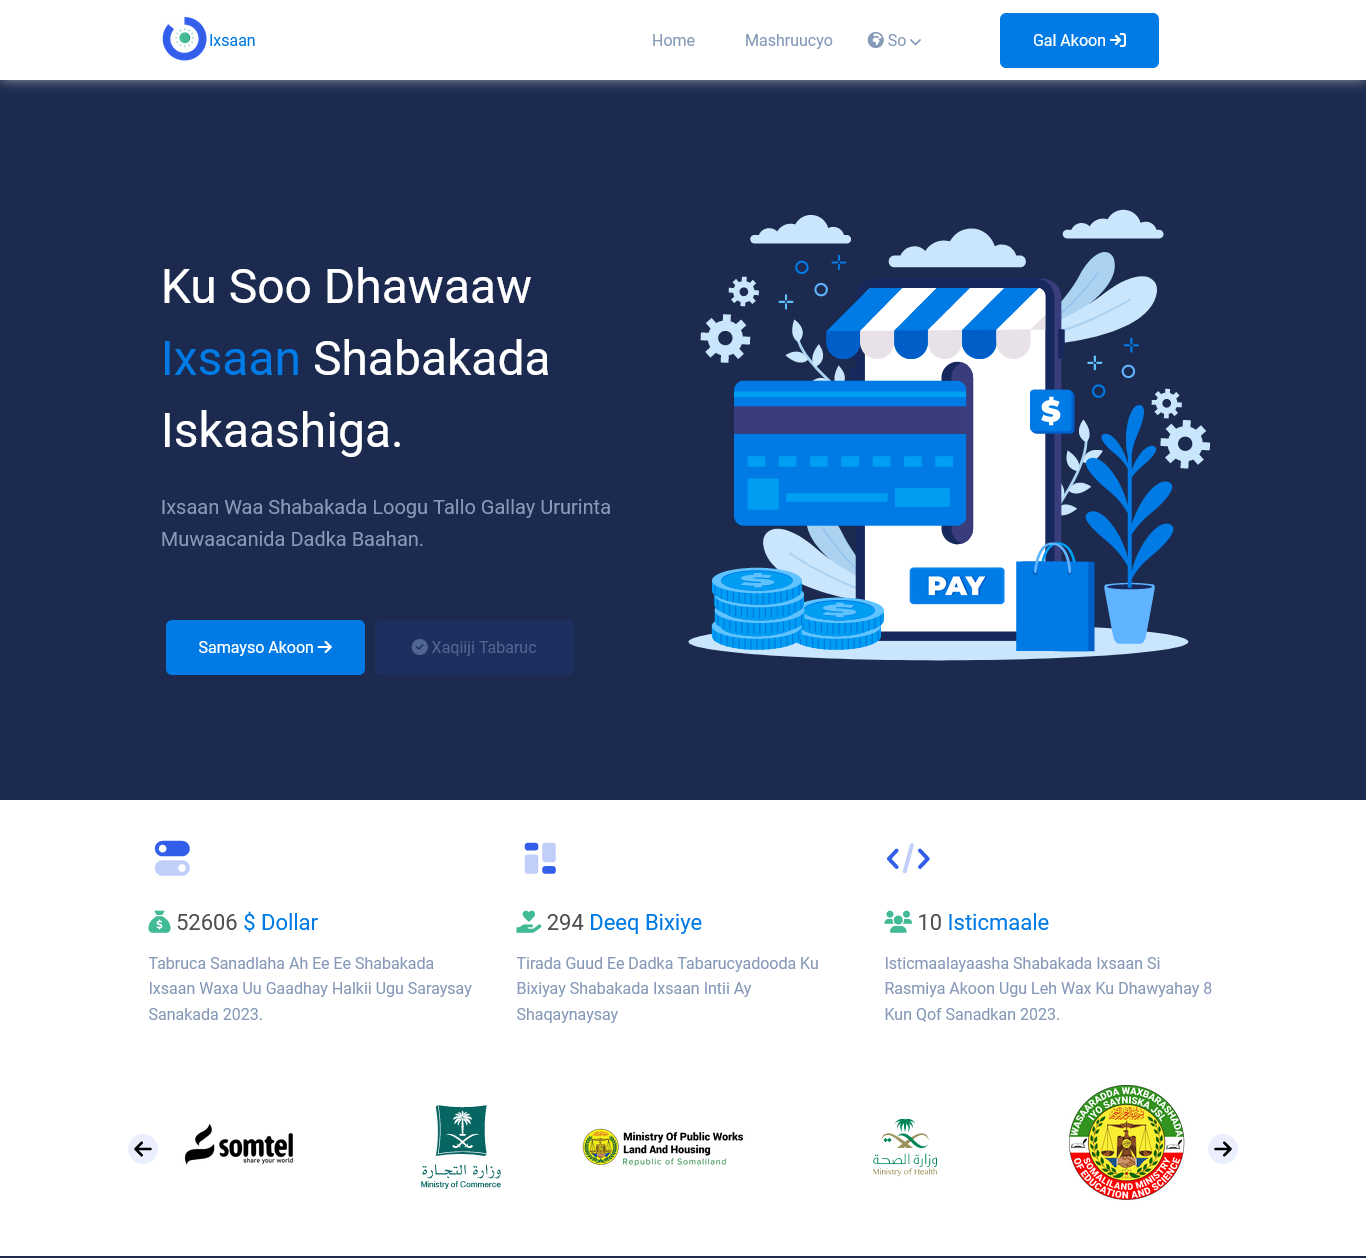 Ixsaan
Home
Mashruucyo
So
Gal Akoon
Ku Soo Dhawaaw
Ixsaan Shabakada
Iskaashiga.
Ixsaan Waa Shabakada Loogu Tallo Gallay Ururinta
Muwaacanida Dadka Baahan.
Samayso Akoon
Xaqiiji Tabaruc
$
PAY
52606 $ Dollar
Tabruca Sanadlaha Ah Ee Ee Shabakada
Ixsaan Waxa Uu Gaadhay Halkii Ugu Saraysay
Sanakada 2023.
294 Deeq Bixiye
Tirada Guud Ee Dadka Tabarucyadooda Ku
Bixiyay Shabakada Ixsaan Intii Ay
Shaqaynaysay
10 Isticmaale
Isticmaalayaasha Shabakada Ixsaan Si
Rasmiya Akoon Ugu Leh Wax Ku Dhawyahay 8
Kun Qof Sanadkan 2023.
somtel
share your world
وزارة التجارة
Ministry of Commerce
Ministry Of Public Works
Land And Housing
Republic of Somaliland
وزارة الصحة
Ministry of Health
WASAARADDA WAXBARASHADA
IYO SAYNISKA JSL
SOMALILAND MINISTRY
OF EDUCATION AND SCIENCE